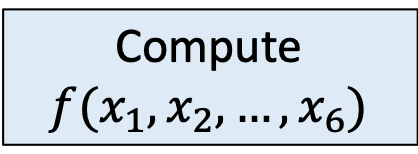 Compute
f(x₁, x₂, ..., x₆)